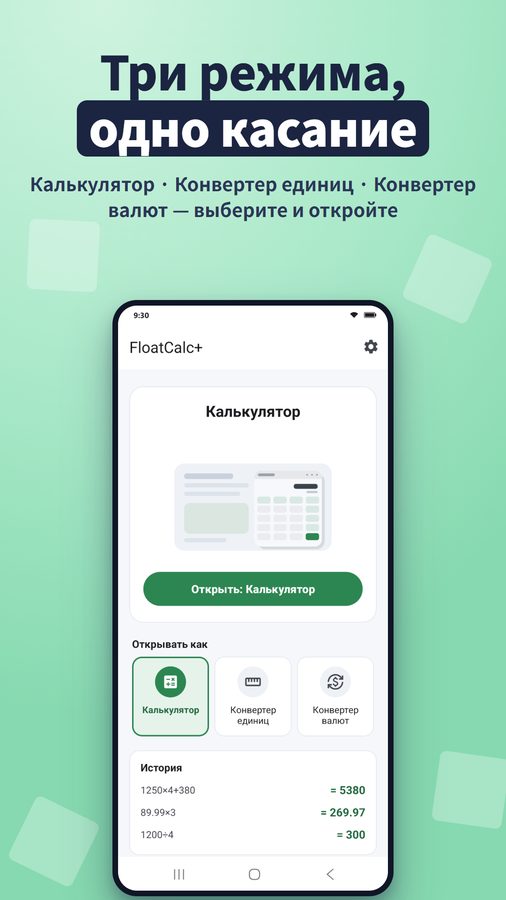 Три режима,
одно касание
Калькулятор · Конвертер единиц · Конвертер
валют — выберите и откройте
9:30
FloatCalc+
Калькулятор
Открыть: Калькулятор
Открывать как
Калькулятор
Конвертер
единиц
Конвертер
валют
История
1250×4+380
= 5380
89.99×3
= 269.97
1200÷4
= 300